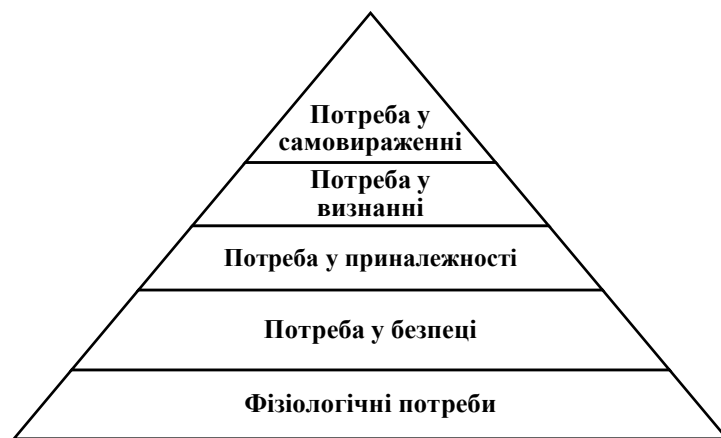 Потреба у
самовираженні
Потреба у
визнанні
Потреба у приналежності
Потреба у безпеці
Фізіологічні потреби